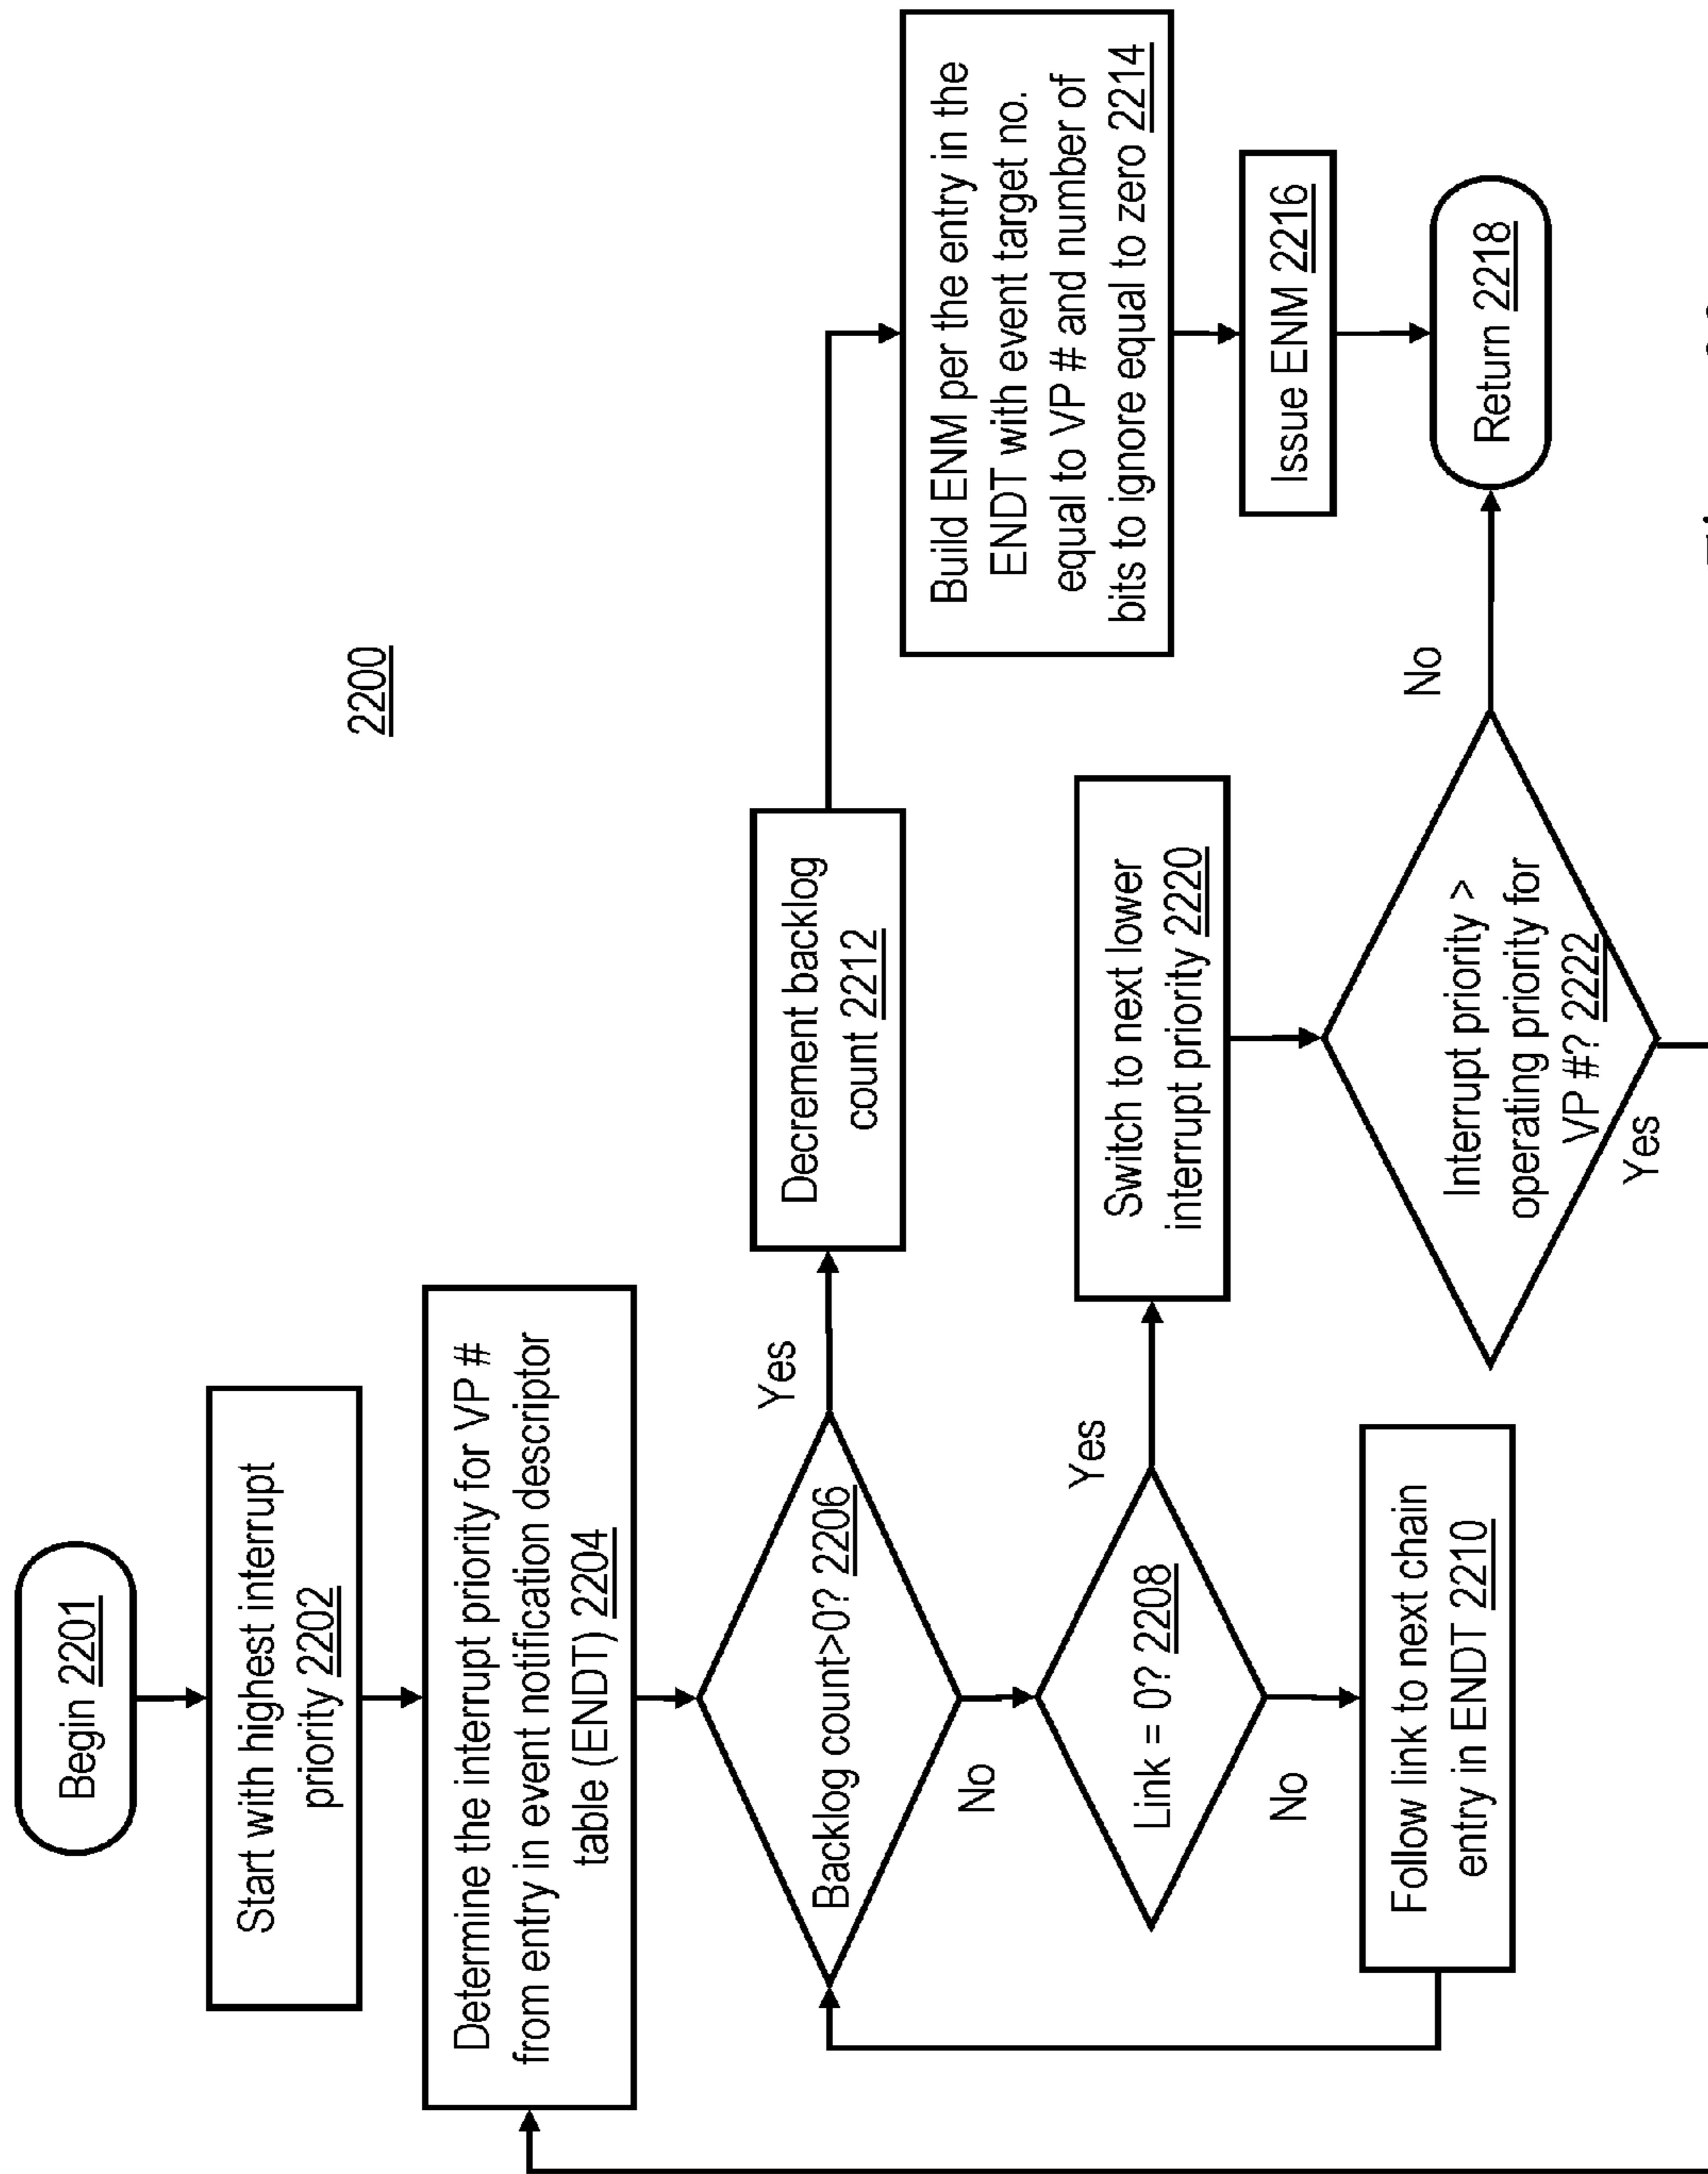 2200
Begin 2201
Start with highest interrupt
priority 2202
Determine the interrupt priority for VP #
from entry in event notification descriptor
table (ENDT) 2204
Backlog count>0? 2206
Yes
No
Decrement backlog
count 2212
Build ENM per the entry in the
ENDT with event target no.
equal to VP # and number of
bits to ignore equal to zero 2214
Issue ENM 2216
Return 2218
Link = 0? 2208
Yes
No
Follow link to next chain
entry in ENDT 2210
Switch to next lower
interrupt priority 2220
Interrupt priority >
operating priority for
VP #? 2222
No
Yes